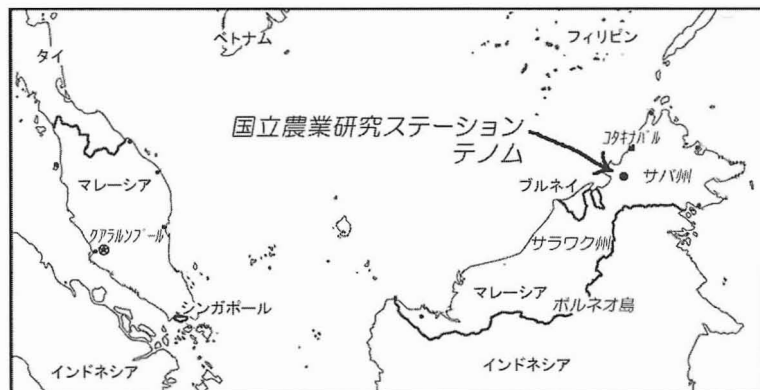 ベトナム
フィリピン
タイ
国立農業研究ステーション
テノム
コタキナバル
マレーシア
ブルネイ
サバ州
クアラルンプール
サラワク州
シンガポール
マレーシア
ボルネオ島
インドネシア
インドネシア